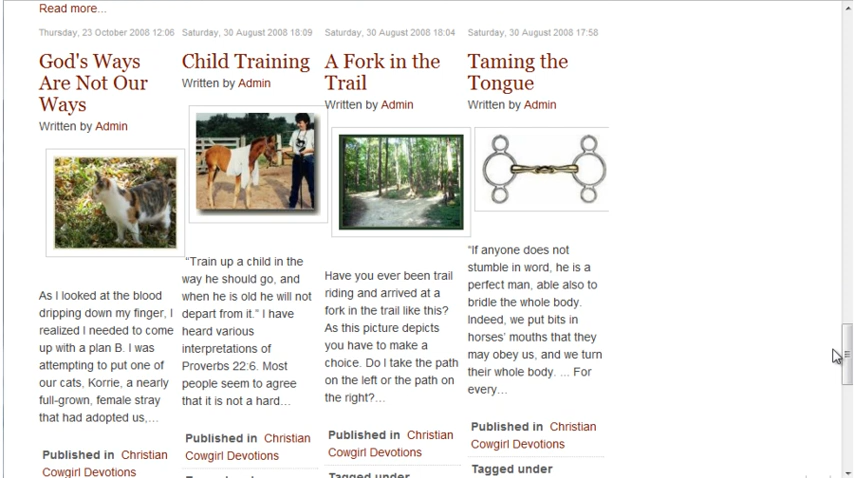 Read more...
Thursday, 23 October 2008 12:06
God's Ways
Are Not Our
Ways
Written by Admin
As I looked at the blood
dripping down my finger, I
realized I needed to come
up with a plan B. I was
attempting to put one of
our cats, Korrie, a nearly
full-grown, female stray
that had adopted us,...
Published in Christian
Cowgirl Devotions
Saturday, 30 August 2008 18:09
Child Training
Written by Admin
“Train up a child in the
way he should go, and
when he is old he will not
depart from it.” I have
heard various
interpretations of
Proverbs 22:6. Most
people seem to agree
that it is not a hard...
Published in Christian
Cowgirl Devotions
Saturday, 30 August 2008 18:04
A Fork in the
Trail
Written by Admin
Have you ever been trail
riding and arrived at a
fork in the trail like this?
As this picture depicts
you have to make a
choice. Do I take the path
on the left or the path on
the right?...
Published in Christian
Cowgirl Devotions
Tagged under
Saturday, 30 August 2008 17:58
Taming the
Tongue
Written by Admin
“If anyone does not
stumble in word, he is a
perfect man, able also to
bridle the whole body.
Indeed, we put bits in
horses’ mouths that they
may obey us, and we turn
their whole body. ... For
every...
Published in Christian
Cowgirl Devotions
Tagged under